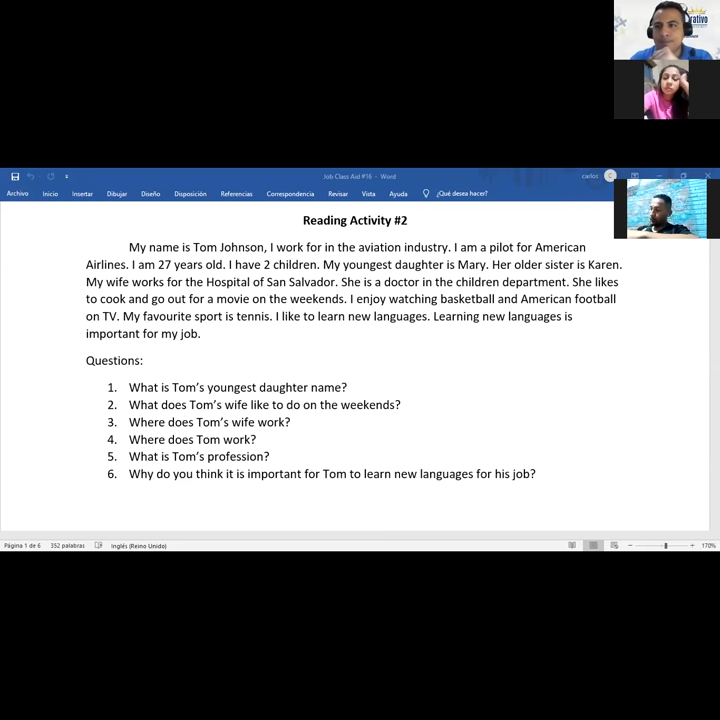 rativo
Job Class Aid #16 - Word
carlos
C
Archivo Inicio Insertar Dibujar Diseño Disposición Referencias Correspondencia Revisar Vista Ayuda ¿Qué desea hacer?
Reading Activity #2
My name is Tom Johnson, I work for in the aviation industry. I am a pilot for American
Airlines. I am 27 years old. I have 2 children. My youngest daughter is Mary. Her older sister is Karen.
My wife works for the Hospital of San Salvador. She is a doctor in the children department. She likes
to cook and go out for a movie on the weekends. I enjoy watching basketball and American football
on TV. My favourite sport is tennis. I like to learn new languages. Learning new languages is
important for my job.
Questions:
1. What is Tom’s youngest daughter name?
2. What does Tom’s wife like to do on the weekends?
3. Where does Tom’s wife work?
4. Where does Tom work?
5. What is Tom’s profession?
6. Why do you think it is important for Tom to learn new languages for his job?
Página 1 de 6 352 palabras Inglés (Reino Unido) 170%